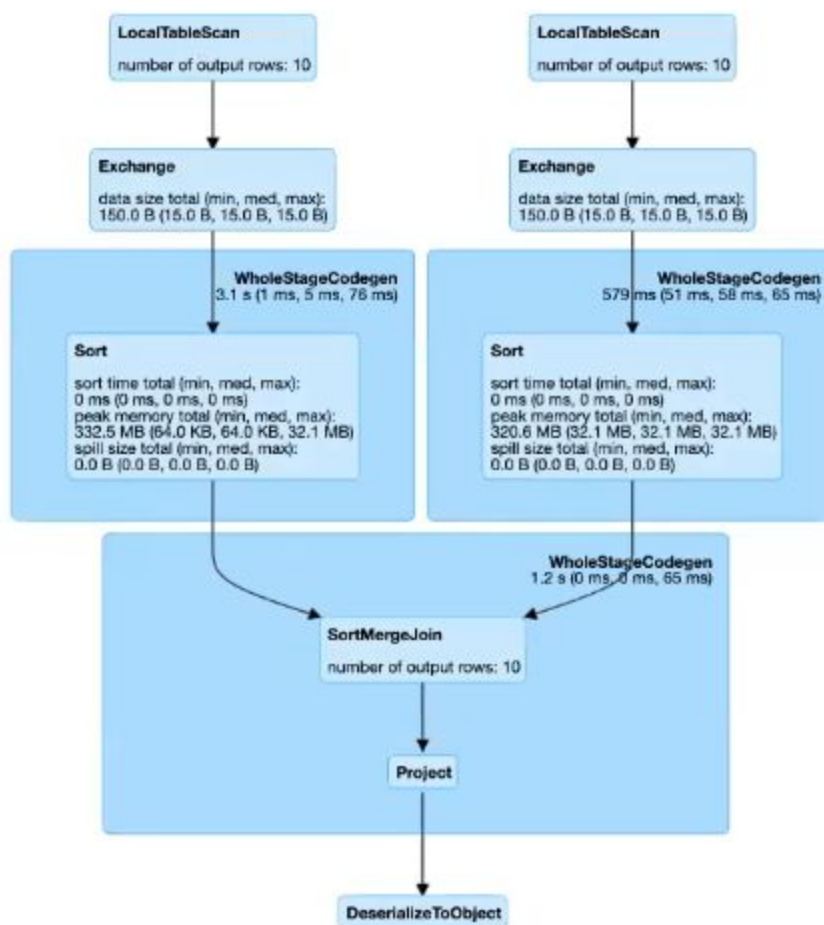 LocalTableScan
number of output rows: 10
LocalTableScan
number of output rows: 10
Exchange
data size total (min, med, max):
150.0 B (15.0 B, 15.0 B, 15.0 B)
Exchange
data size total (min, med, max):
150.0 B (15.0 B, 15.0 B, 15.0 B)
WholeStageCodegen
3.1 s (1 ms, 5 ms, 76 ms)
Sort
sort time total (min, med, max):
0 ms (0 ms, 0 ms, 0 ms)
peak memory total (min, med, max):
332.5 MB (64.0 KB, 64.0 KB, 32.1 MB)
spill size total (min, med, max):
0.0 B (0.0 B, 0.0 B, 0.0 B)
WholeStageCodegen
579 ms (51 ms, 58 ms, 65 ms)
Sort
sort time total (min, med, max):
0 ms (0 ms, 0 ms, 0 ms)
peak memory total (min, med, max):
320.6 MB (32.1 MB, 32.1 MB, 32.1 MB)
spill size total (min, med, max):
0.0 B (0.0 B, 0.0 B, 0.0 B)
WholeStageCodegen
1.2 s (0 ms, 0 ms, 65 ms)
SortMergeJoin
number of output rows: 10
Project
DeserializeToObject